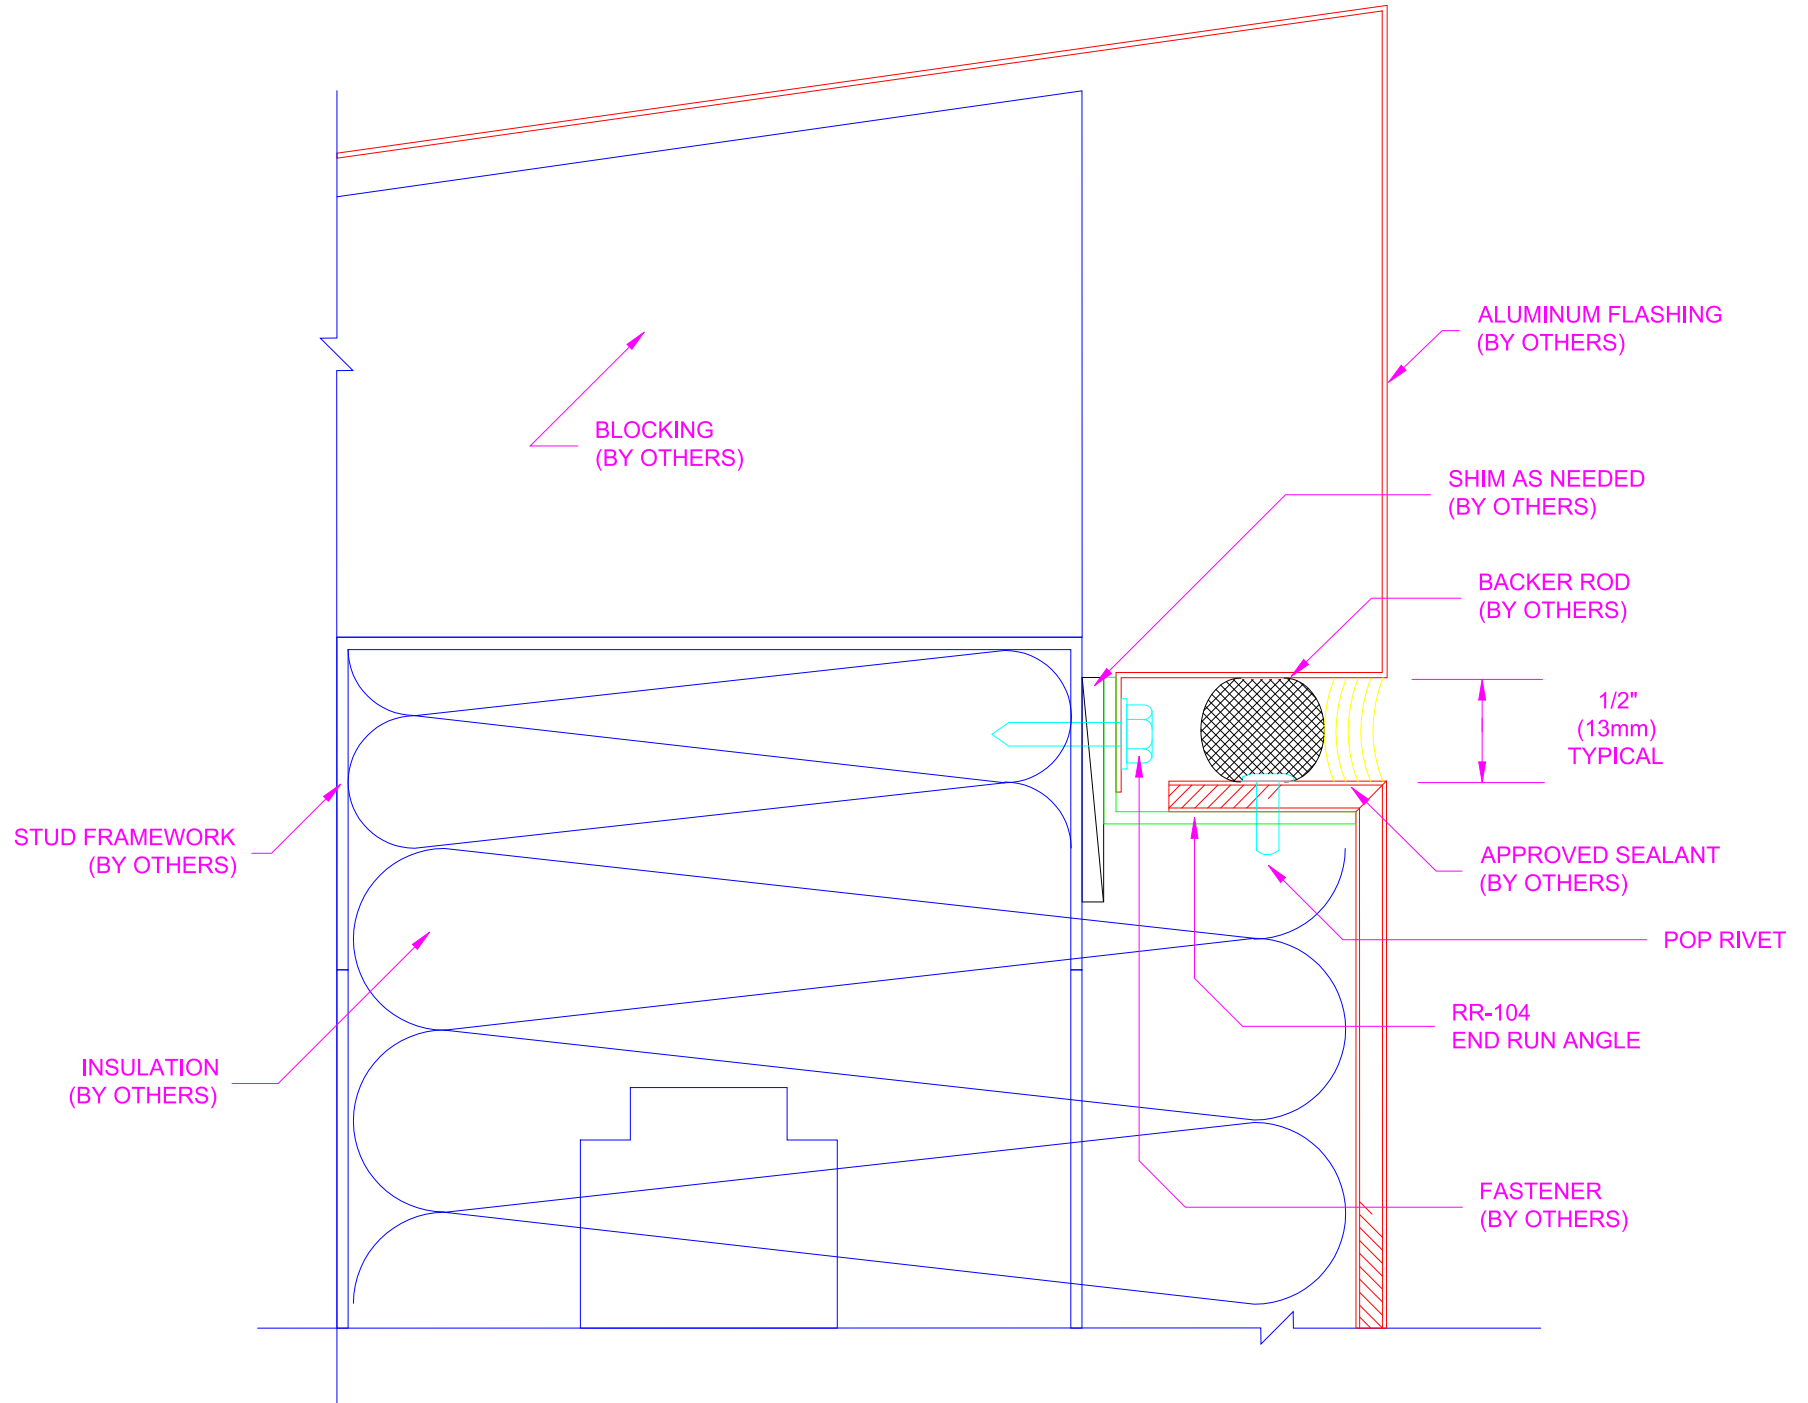 ALUMINUM FLASHING
(BY OTHERS)
BLOCKING
(BY OTHERS)
SHIM AS NEEDED
(BY OTHERS)
BACKER ROD
(BY OTHERS)
1/2"
(13mm)
TYPICAL
STUD FRAMEWORK
(BY OTHERS)
APPROVED SEALANT
(BY OTHERS)
POP RIVET
RR-104
END RUN ANGLE
INSULATION
(BY OTHERS)
FASTENER
(BY OTHERS)